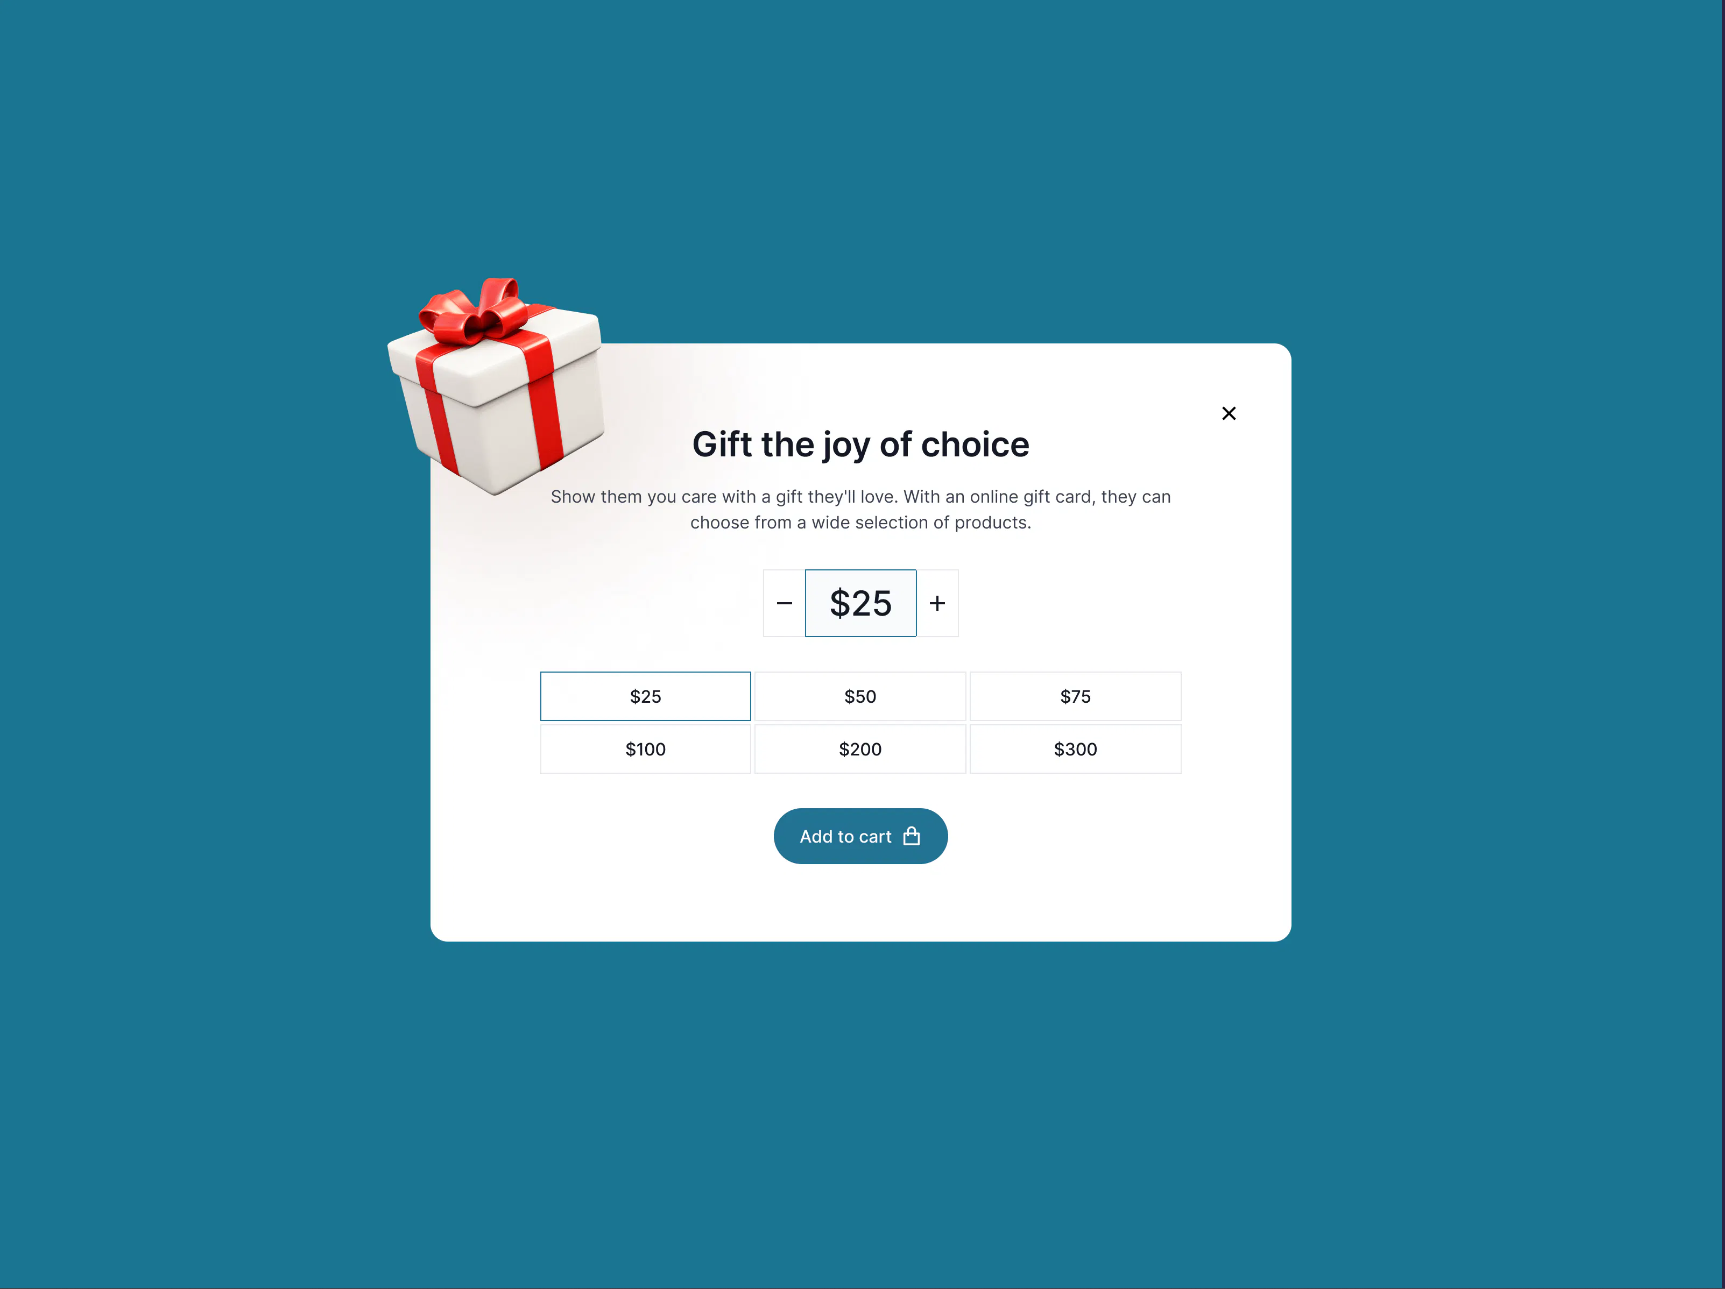 Gift the joy of choice
Show them you care with a gift they'll love. With an online gift card, they can
choose from a wide selection of products.
− $25 +
$25 $50 $75
$100 $200 $300
Add to cart